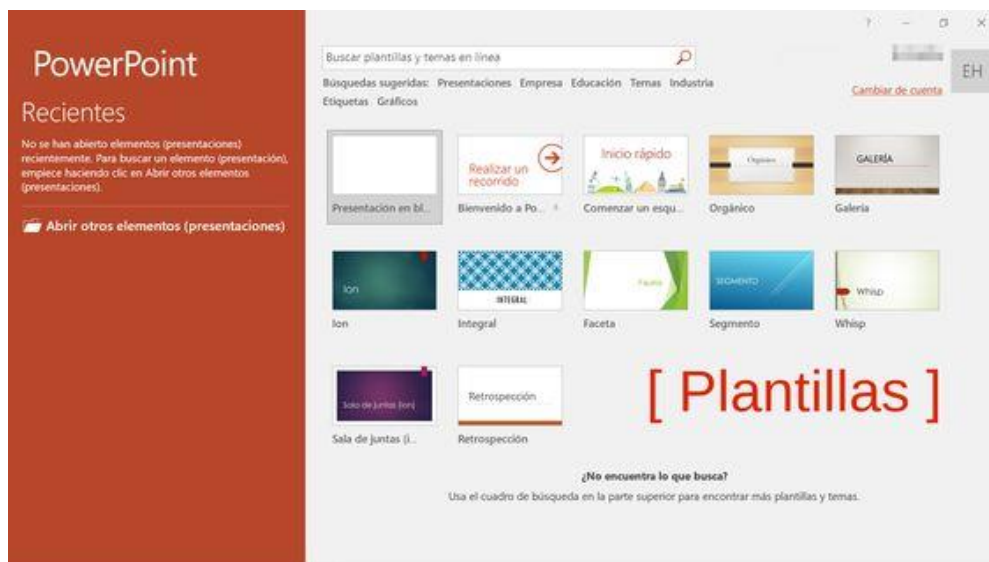 PowerPoint
Recientes
No se han abierto elementos (presentaciones)
recientemente. Para buscar un elemento (presentación),
empiece haciendo clic en Abrir otros elementos
(presentaciones).
Abrir otros elementos (presentaciones)
?
Buscar plantillas y temas en línea
Búsquedas sugeridas: Presentaciones Empresa Educación Temas Industria
Etiquetas Gráficos
EH
Cambiar de cuenta
Realizar un
recorrido
Inicio rápido
Orgánico
GALERÍA
Presentación en bl...
Bienvenido a Po...
Comenzar un esqu...
Orgánico
Galería
Ion
INTEGRAL
Faceta
SEGMENTO
Whisp
Ion
Integral
Faceta
Segmento
Whisp
Sala de juntas (Ion)
Retrospección
[ Plantillas ]
Sala de juntas (i...
Retrospección
¿No encuentra lo que busca?
Usa el cuadro de búsqueda en la parte superior para encontrar más plantillas y temas.